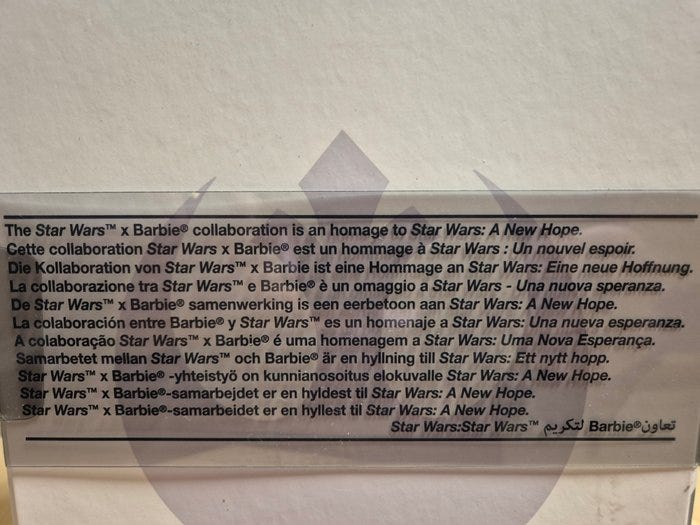 The Star Wars™ x Barbie® collaboration is an homage to Star Wars: A New Hope.
Cette collaboration Star Wars x Barbie® est un hommage à Star Wars : Un nouvel espoir.
Die Kollaboration von Star Wars™ x Barbie ist eine Hommage an Star Wars: Eine neue Hoffnung.
La collaborazione tra Star Wars™ e Barbie® è un omaggio a Star Wars - Una nuova speranza.
De Star Wars™ x Barbie® samenwerking is een eerbetoon aan Star Wars: A New Hope.
La colaboración entre Barbie® y Star Wars™ es un homenaje a Star Wars: Una nueva esperanza.
A colaboração Star Wars™ x Barbie® é uma homenagem a Star Wars: Uma Nova Esperança.
Samarbetet mellan Star Wars™ och Barbie® är en hyllning till Star Wars: Ett nytt hopp.
Star Wars™ x Barbie® -yhteistyö on kunnianosoitus elokuvalle Star Wars: A New Hope.
Star Wars™ x Barbie®-samarbejdet er en hyldest til Star Wars: A New Hope.
Star Wars™ x Barbie®-samarbeidet er en hyllest til Star Wars: A New Hope.
تعاون Barbie® لتكريم Star Wars:Star Wars™